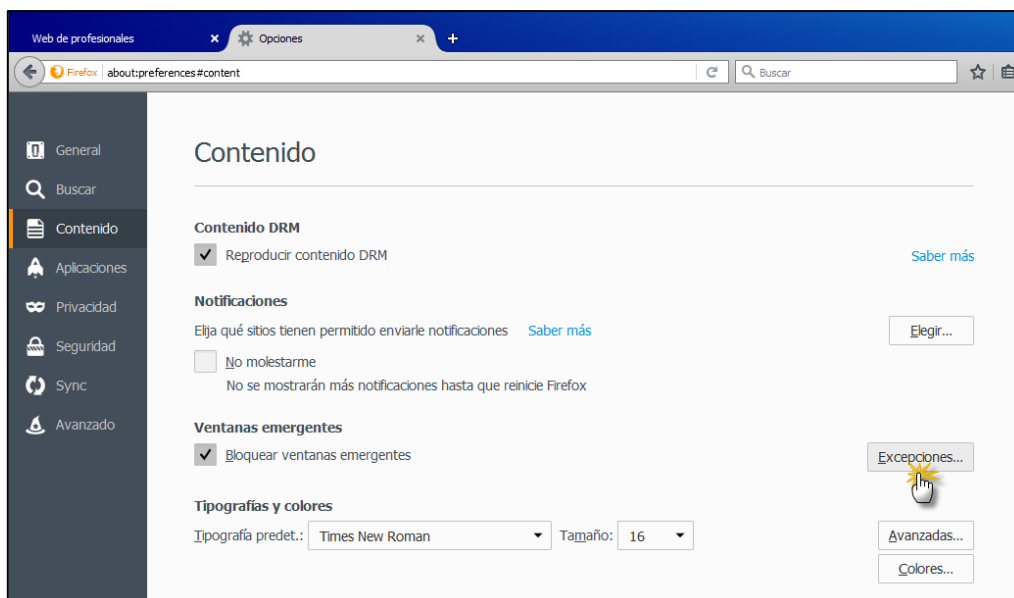 Web de profesionales
Opciones
Firefox about:preferences#content
Buscar
General
Buscar
Contenido
Aplicaciones
Privacidad
Seguridad
Sync
Avanzado
Contenido
Contenido DRM
Reproducir contenido DRM
Saber más
Notificaciones
Elija qué sitios tienen permitido enviarle notificaciones Saber más
Elegir...
No molestarme
No se mostrarán más notificaciones hasta que reinicie Firefox
Ventanas emergentes
Bloquear ventanas emergentes
Excepciones...
Tipografías y colores
Tipografía predet.: Times New Roman Tamaño: 16
Avanzadas...
Colores...